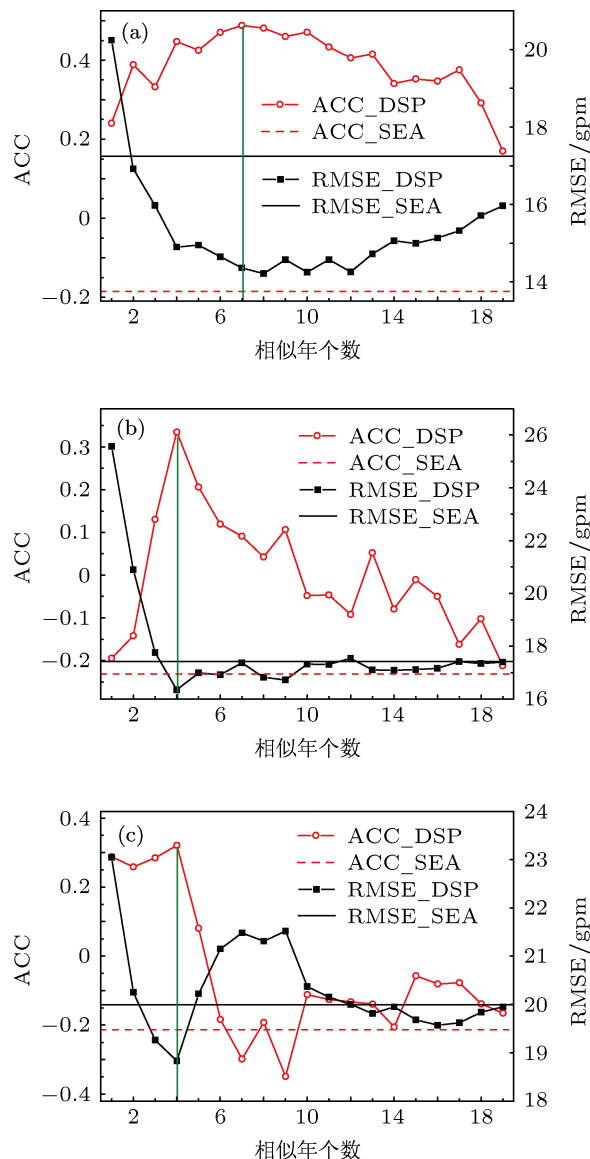 (a)
ACC
0.4
0.2
0
−0.2
20
18
16
14
RMSE/gpm
ACC_DSP
ACC_SEA
RMSE_DSP
RMSE_SEA
2 6 10 14 18
相似年个数
(b)
ACC
0.3
0.2
0.1
0
−0.1
−0.2
26
24
22
20
18
16
RMSE/gpm
ACC_DSP
ACC_SEA
RMSE_DSP
RMSE_SEA
2 6 10 14 18
相似年个数
(c)
ACC
0.4
0.2
0
−0.2
−0.4
24
23
22
21
20
19
18
RMSE/gpm
ACC_DSP
ACC_SEA
RMSE_DSP
RMSE_SEA
2 6 10 14 18
相似年个数